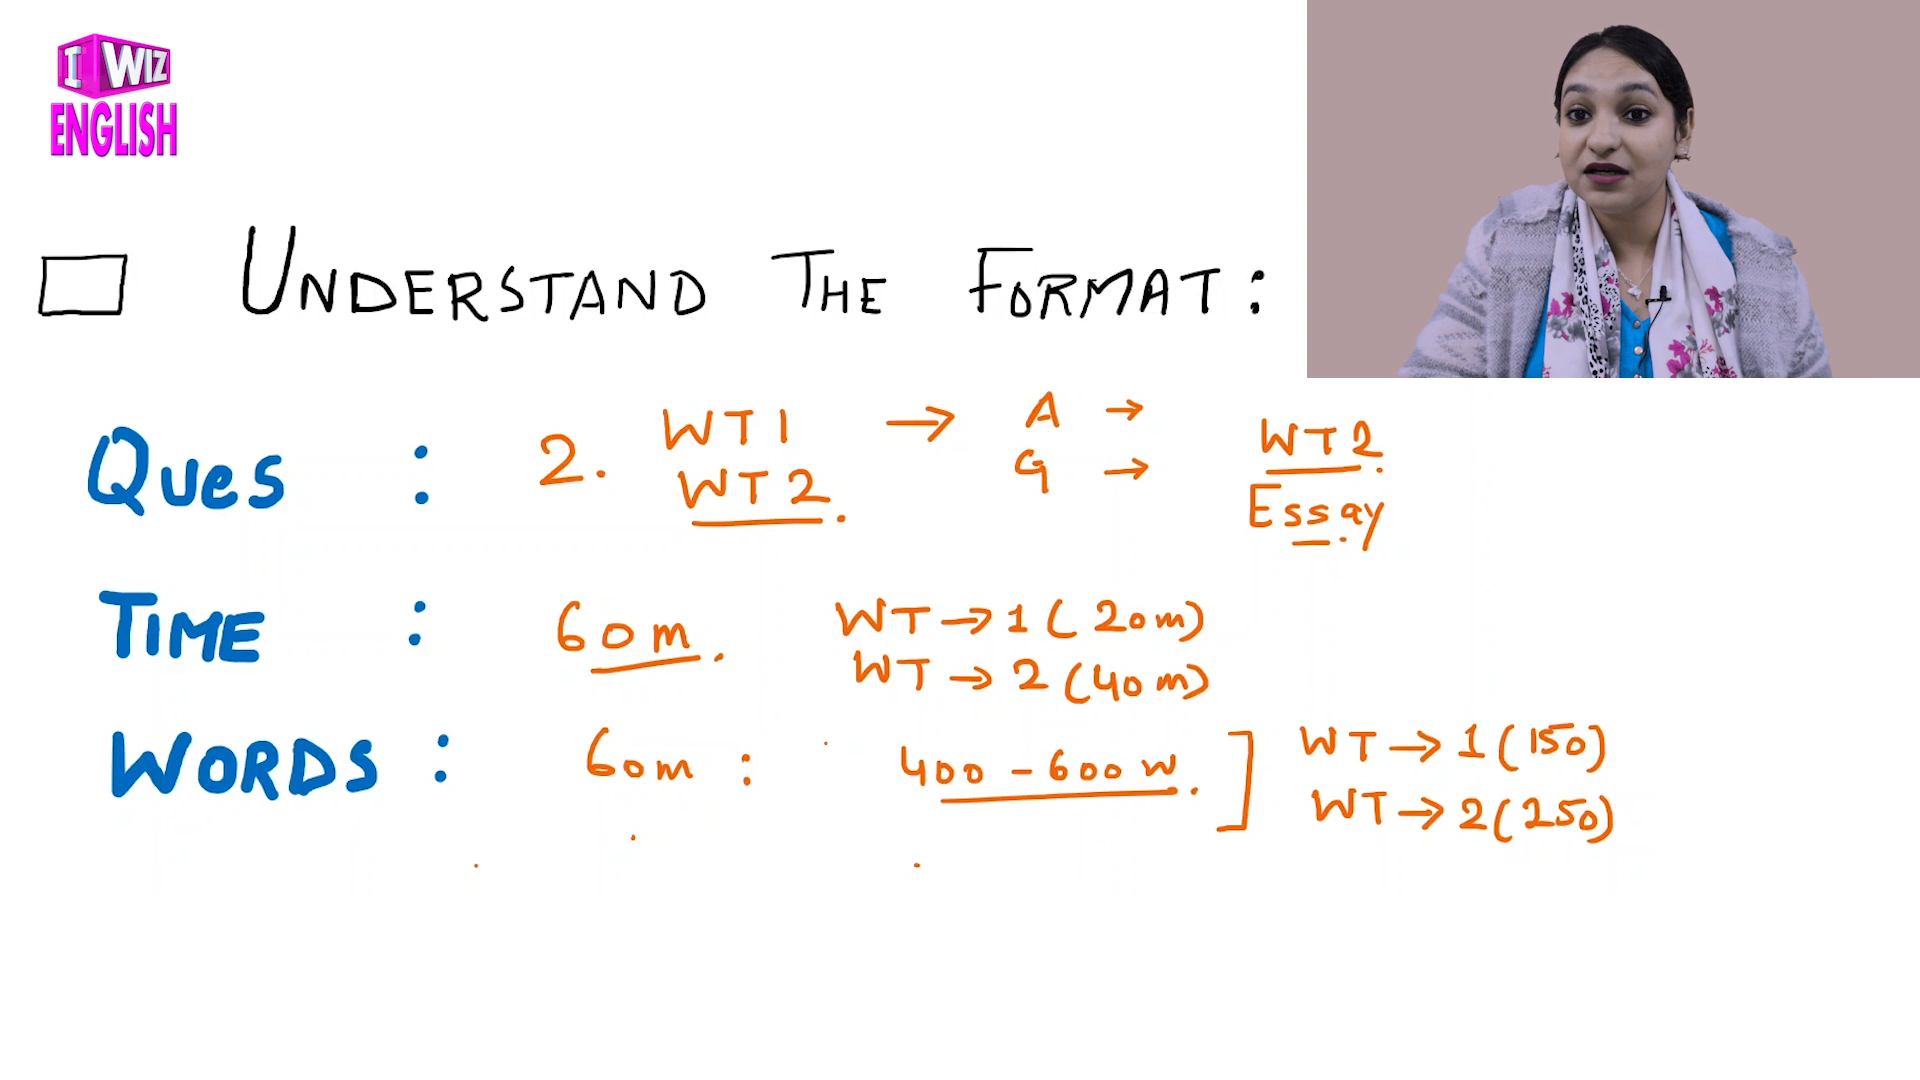 I WIZ
ENGLISH
UNDERSTAND THE FORMAT:
Ques : 2. WT1 → A →
WT2 G →
WT2.
Essay
TIME : 60m. WT → 1 (20m)
WT → 2 (40m)
WORDS: 60m : 400-600W. ] WT → 1 (150)
WT → 2 (250)